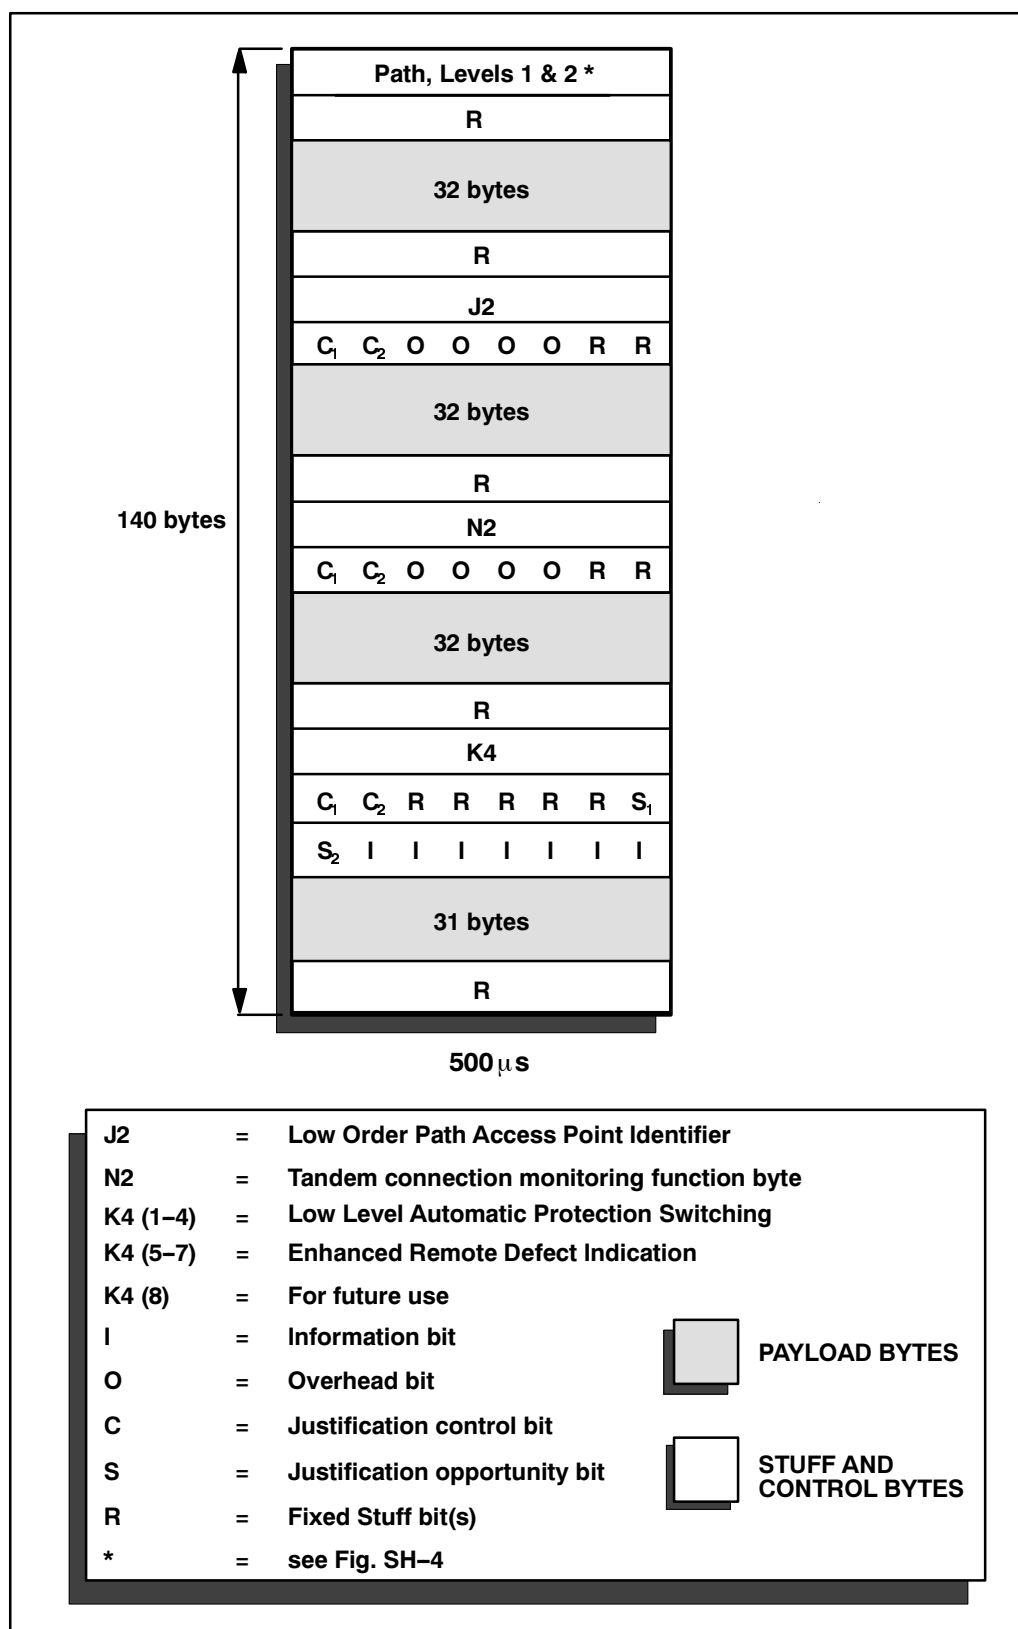 Path, Levels 1 & 2 *
R
32 bytes
R
J2
C1 C2 O O O O R R
32 bytes
R
140 bytes
N2
C1 C2 O O O O R R
32 bytes
R
K4
C1 C2 R R R R R S1
S2 I I I I I I I
31 bytes
R
500 µs
J2 = Low Order Path Access Point Identifier
N2 = Tandem connection monitoring function byte
K4 (1–4) = Low Level Automatic Protection Switching
K4 (5–7) = Enhanced Remote Defect Indication
K4 (8) = For future use
I = Information bit
O = Overhead bit
C = Justification control bit
S = Justification opportunity bit
R = Fixed Stuff bit(s)
* = see Fig. SH–4
PAYLOAD BYTES
STUFF AND
CONTROL BYTES